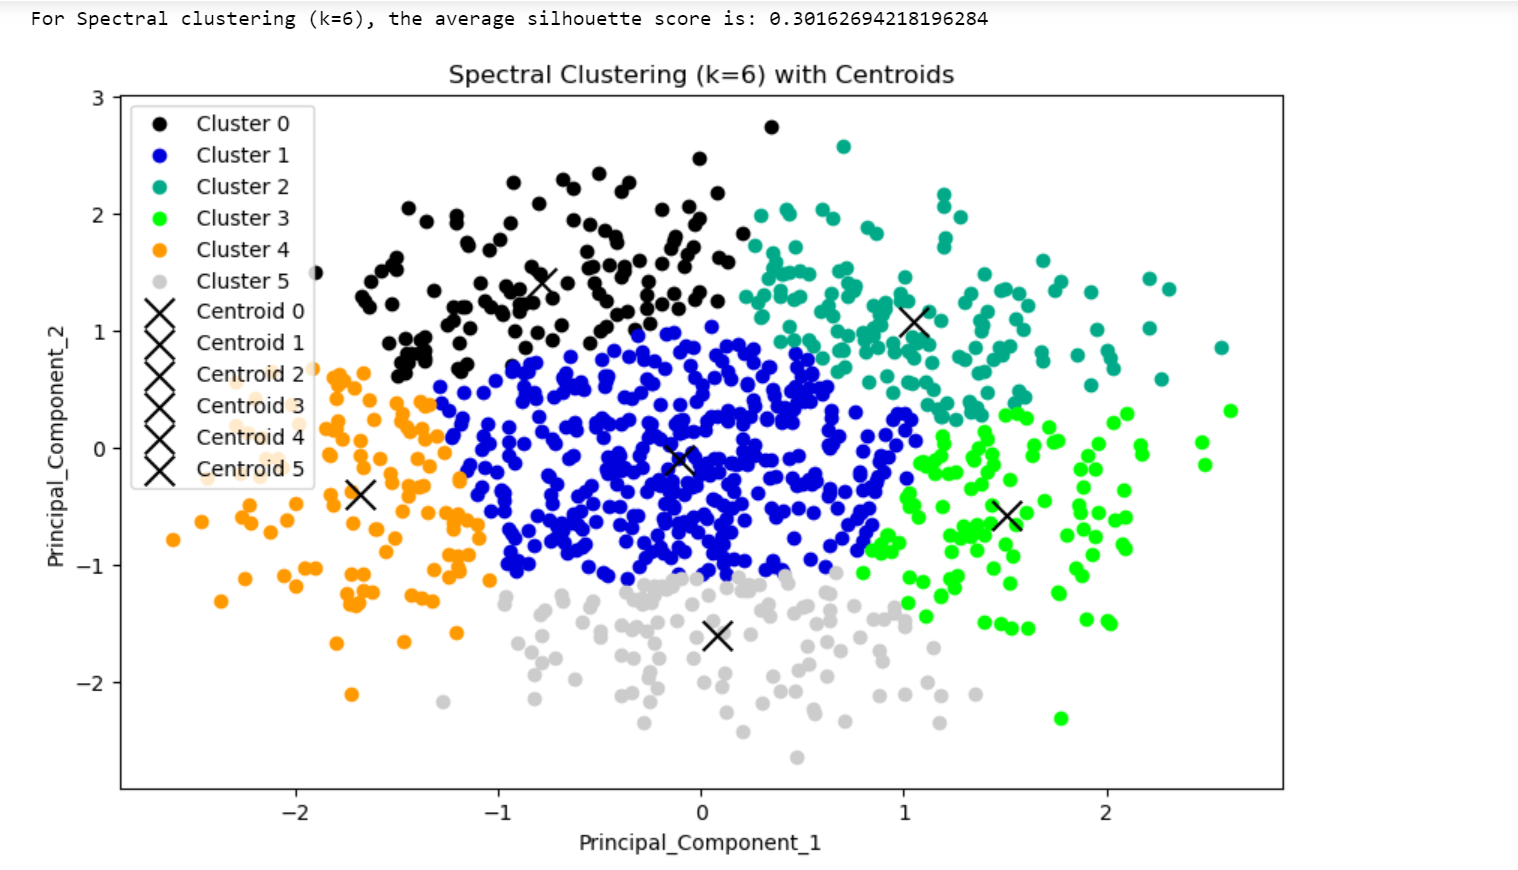 For Spectral clustering (k=6), the average silhouette score is: 0.30162694218196284
Spectral Clustering (k=6) with Centroids
3
2
1
0
−1
−2
Principal_Component_2
Cluster 0
Cluster 1
Cluster 2
Cluster 3
Cluster 4
Cluster 5
Centroid 0
Centroid 1
Centroid 2
Centroid 3
Centroid 4
Centroid 5
−2 −1 0 1 2
Principal_Component_1